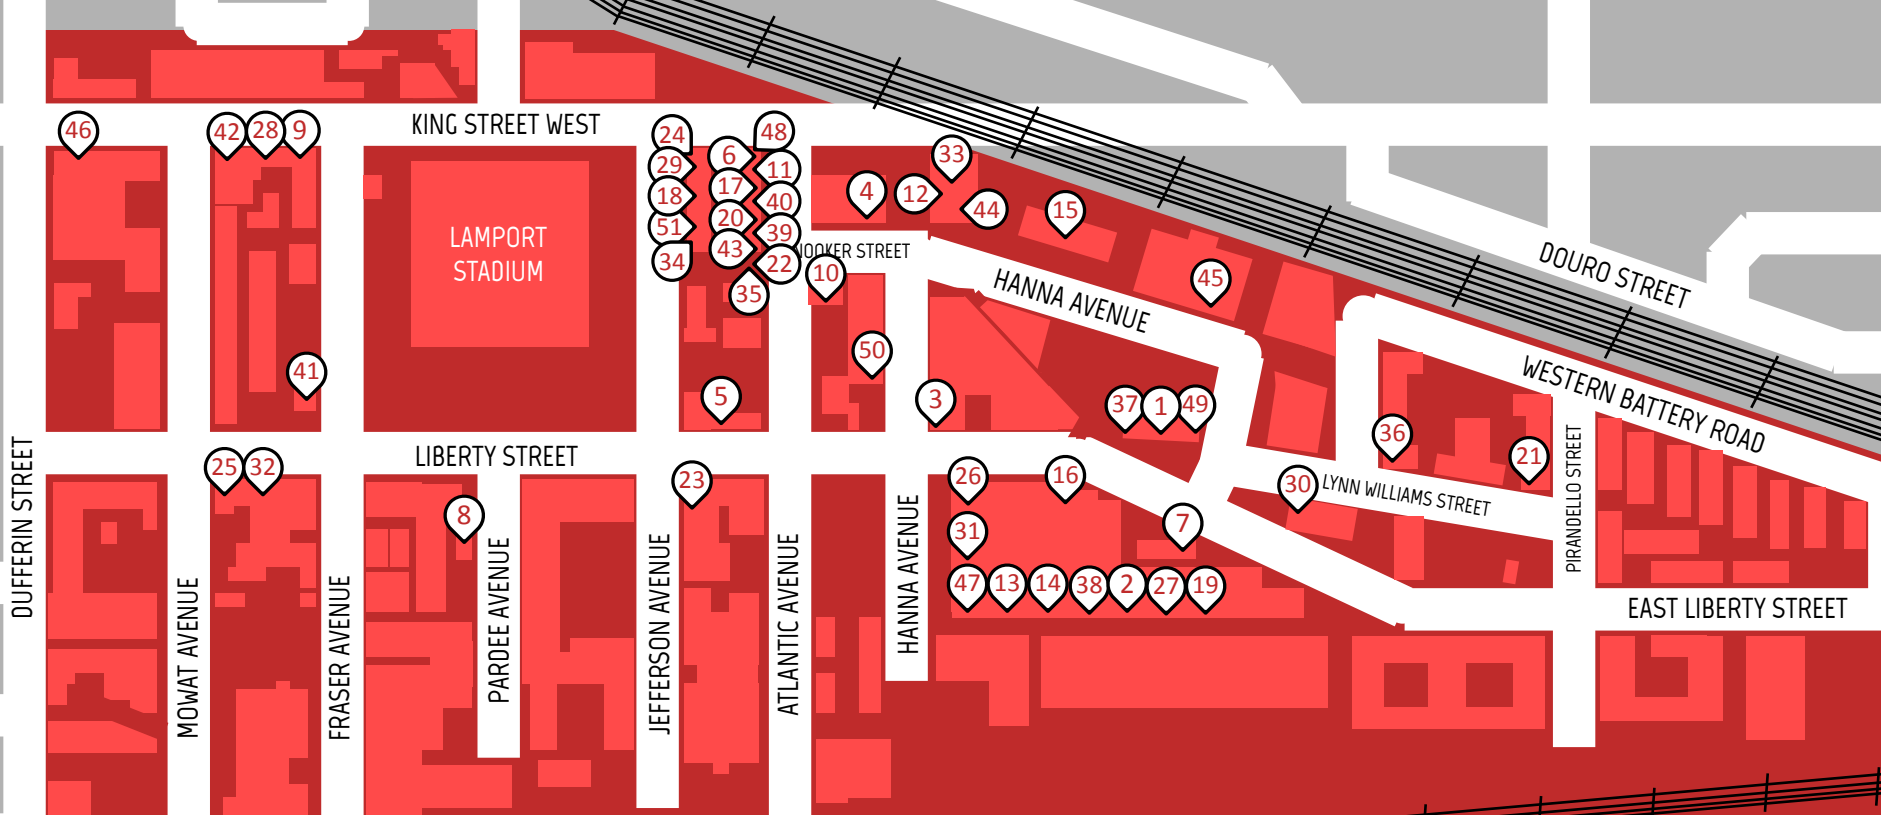 46
42
28
9
KING STREET WEST
24
48
6
29
11
33
18
17
4
12
40
44
15
51
20
39
LAMPORT
STADIUM
43
34
22
NOOKER STREET
10
35
HANNA AVENUE
45
DOURO STREET
50
41
5
3
37
1
49
WESTERN BATTERY ROAD
36
21
LIBERTY STREET
25
32
23
26
16
30
LYNN WILLIAMS STREET
PIRANDELLO STREET
8
7
31
DUFFERIN STREET
MOWAT AVENUE
FRASER AVENUE
PARDEE AVENUE
JEFFERSON AVENUE
ATLANTIC AVENUE
HANNA AVENUE
47
13
14
38
2
27
19
EAST LIBERTY STREET